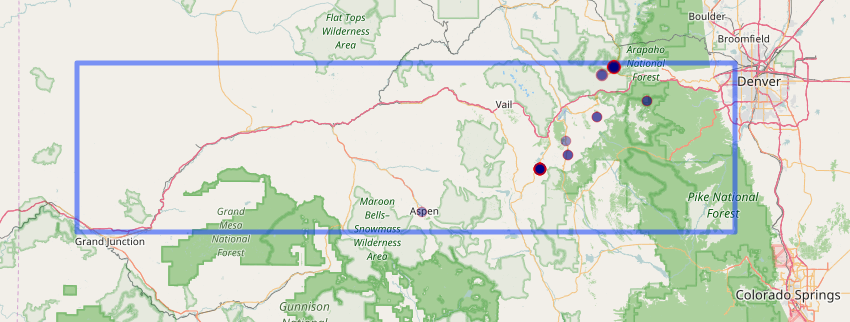 Flat Tops
Wilderness
Area
Boulder
Broomfield
Arapaho
National
Forest
Denver
Vail
Maroon
Bells-
Snowmass
Wilderness
Area
Aspen
Pike National
Forest
Grand
Mesa
National
Forest
Grand Junction
Colorado Springs
Gunnison